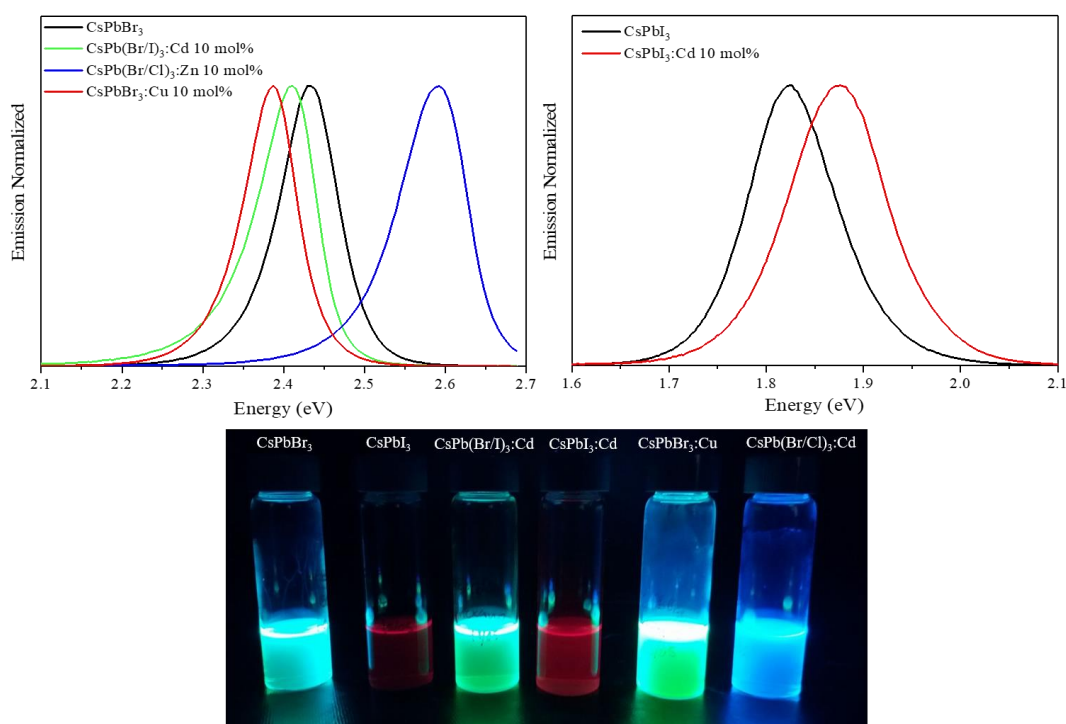 CsPbBr₃
CsPb(Br/I)₃:Cd 10 mol%
CsPb(Br/Cl)₃:Zn 10 mol%
CsPbBr₃:Cu 10 mol%
Emission Normalized
2.1 2.2 2.3 2.4 2.5 2.6 2.7
Energy (eV)
CsPbI₃
CsPbI₃:Cd 10 mol%
Emission Normalized
1.6 1.7 1.8 1.9 2.0 2.1
Energy (eV)
CsPbBr₃ CsPbI₃ CsPb(Br/I)₃:Cd CsPbI₃:Cd CsPbBr₃:Cu CsPb(Br/Cl)₃:Cd